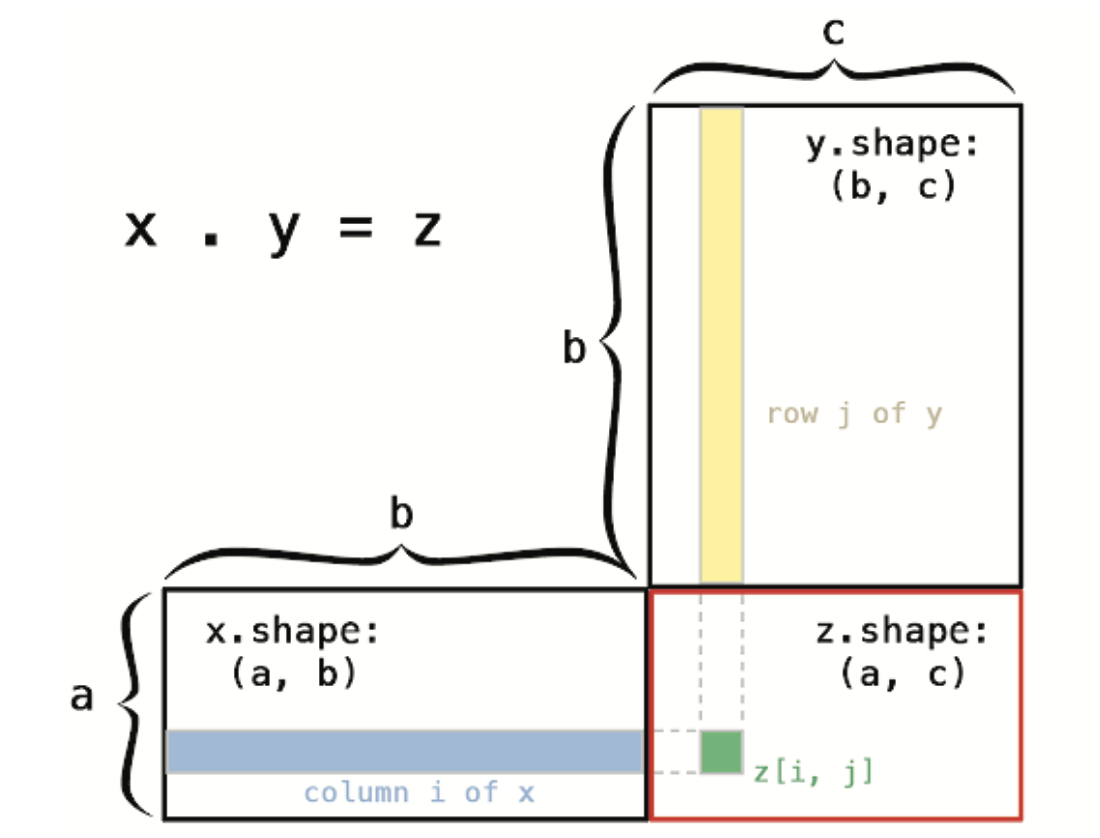 c
y.shape:
(b, c)
x . y = z
b
row j of y
b
x.shape:
(a, b)
z.shape:
(a, c)
a
z[i, j]
column i of x